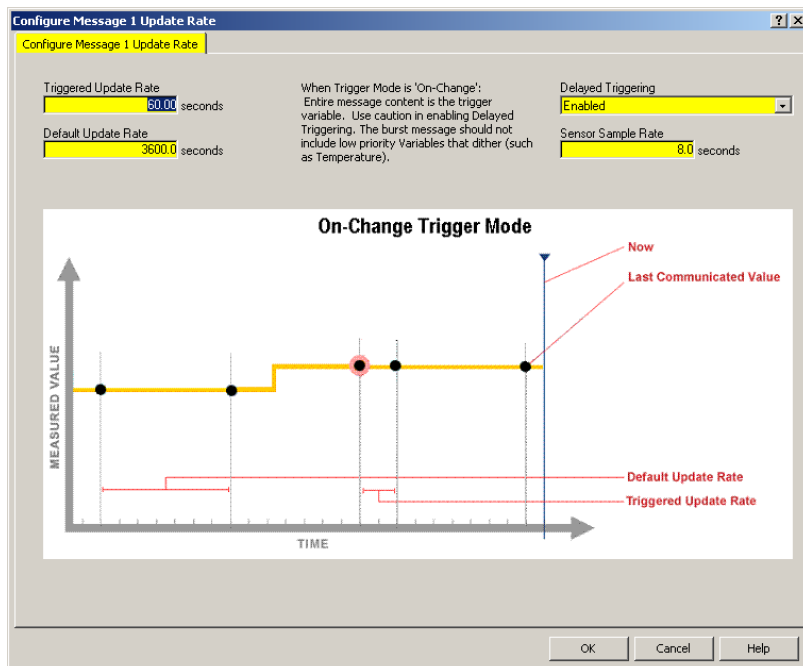 Configure Message 1 Update Rate
Configure Message 1 Update Rate
Triggered Update Rate
60.00 seconds
Default Update Rate
3600.0 seconds
When Trigger Mode is 'On-Change':
Entire message content is the trigger
variable. Use caution in enabling Delayed
Triggering. The burst message should not
include low priority Variables that dither (such
as Temperature).
Delayed Triggering
Enabled
Sensor Sample Rate
8.0 seconds
On-Change Trigger Mode
Now
Last Communicated Value
MEASURED VALUE
Default Update Rate
Triggered Update Rate
TIME
OK
Cancel
Help